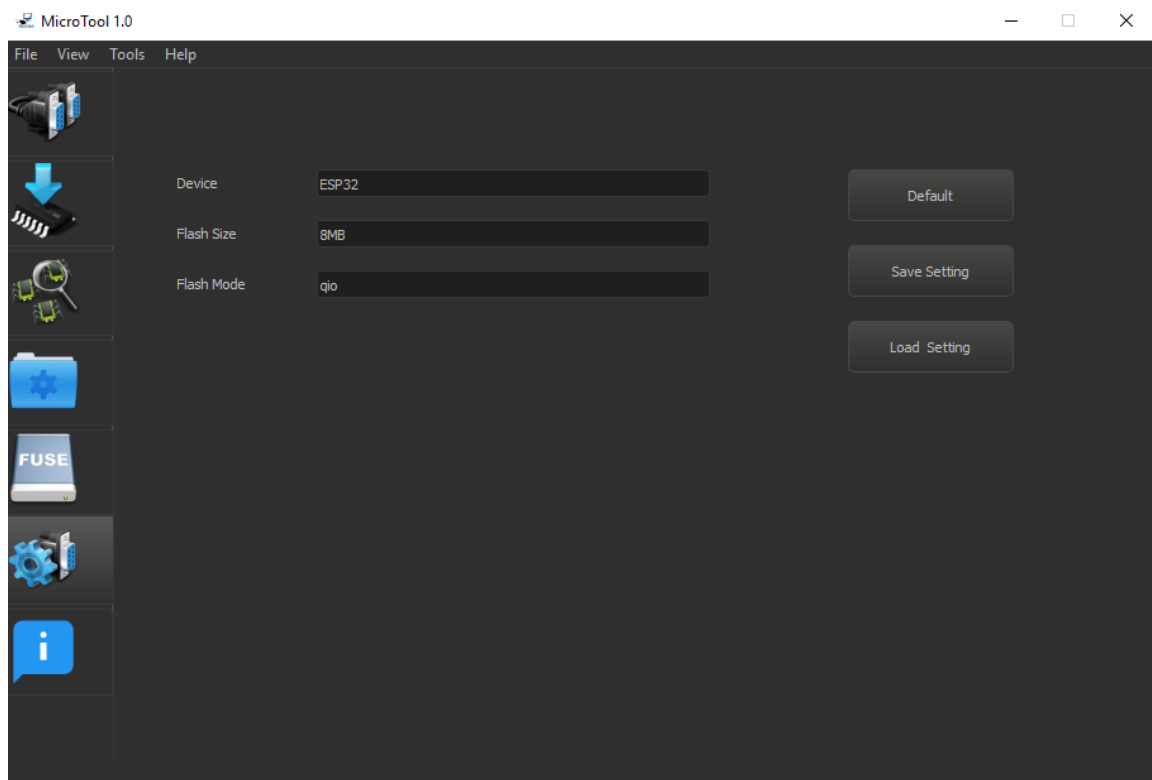 MicroTool 1.0
File View Tools Help
Device ESP32 Default
Flash Size 8MB
Save Setting
Flash Mode qio
Load Setting
FUSE
i